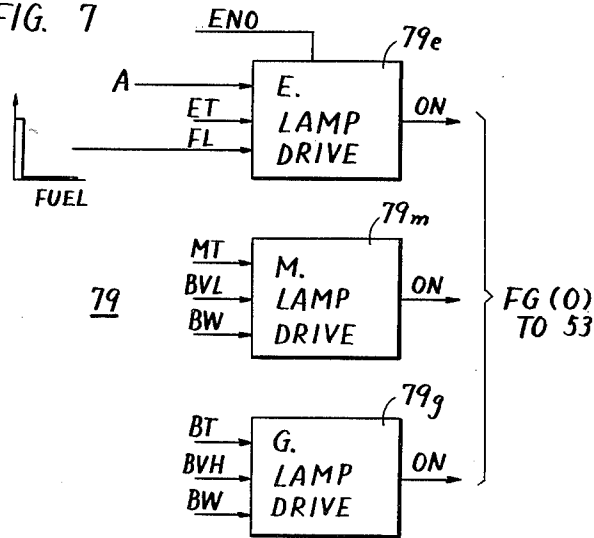 FIG. 7
ENO
79e
A
E.
ON
ET
LAMP
FL
DRIVE
FUEL
79m
MT
M.
79
BVL
LAMP
ON
BW
DRIVE
FG (O)
TO 53
79g
BT
G.
BVH
LAMP
ON
BW
DRIVE